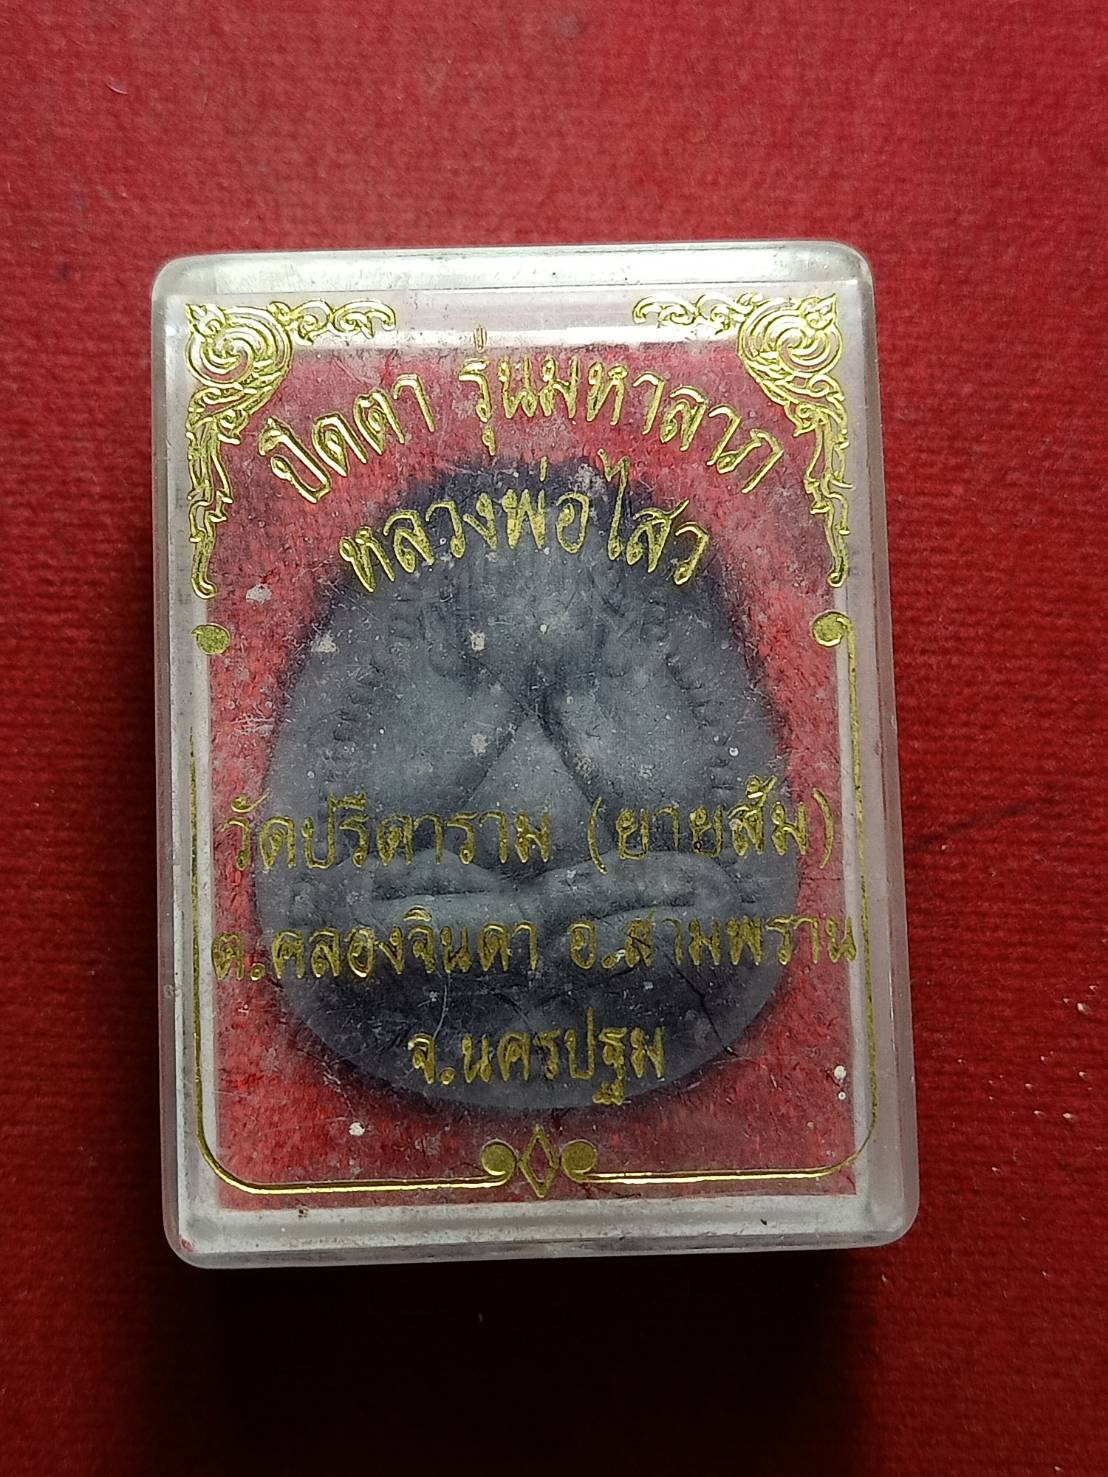 ปิดตา รุ่นมหาลาภ
หลวงพ่อไสว
วัดปรีดาราม (ยายส้ม)
ต.คลองจินดา อ.สามพราน
จ.นครปฐม